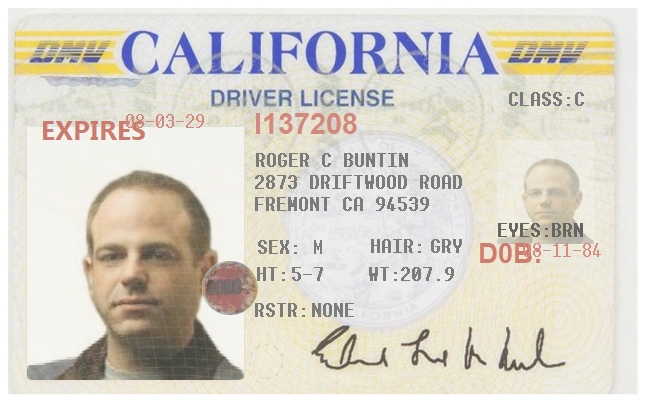 DMV CALIFORNIA DMV
DRIVER LICENSE
CLASS:C
EXPIRES 08-03-29
I137208
ROGER C BUNTIN
2873 DRIFTWOOD ROAD
FREMONT CA 94539
EYES:BRN
SEX: M HAIR: GRY
D0B: 08-11-84
HT:5-7 WT:207.9
RSTR: NONE